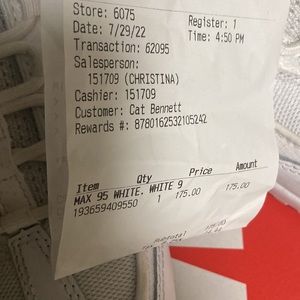 Store: 6075 Register: 1
Date: 7/29/22 Time: 4:50 PM
Transaction: 62095
Salesperson:
151709 (CHRISTINA)
Cashier: 151709
Customer: Cat Bennett
Rewards #: 8780162532105242
Item Qty Price Amount
MAX 95 WHITE. WHITE 9
193659409550 1 175.00 175.00
Subtotal